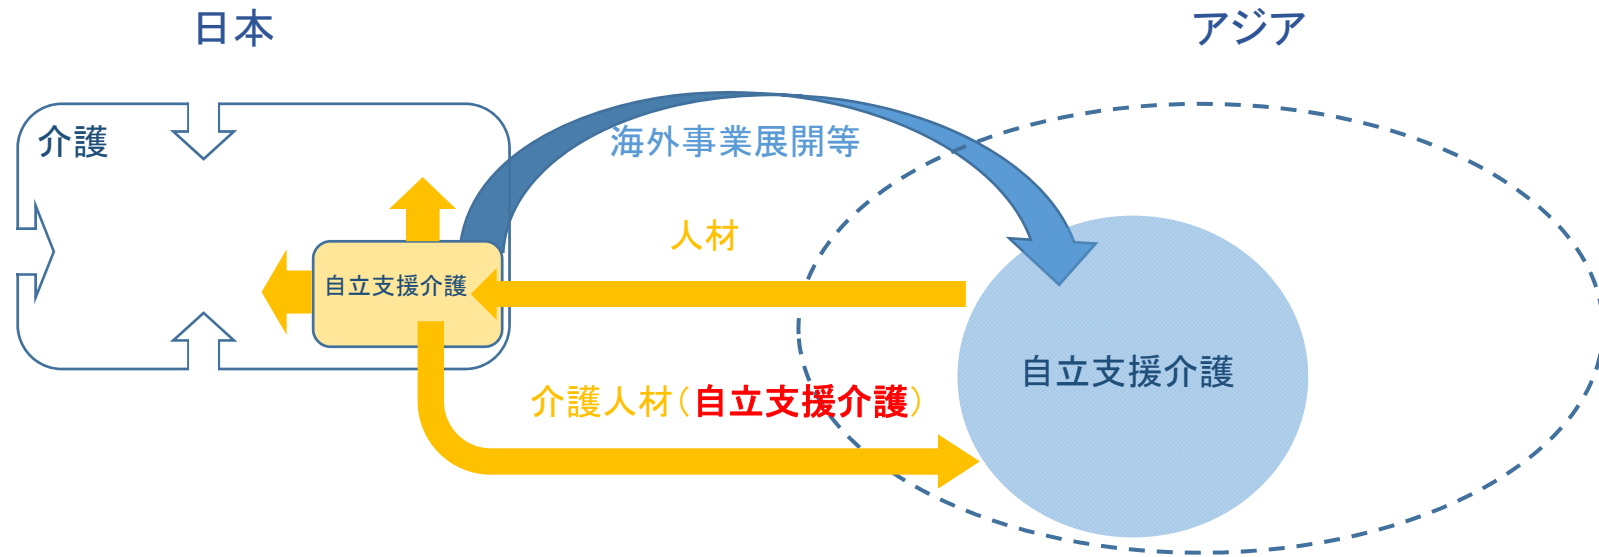 日本
アジア
介護
海外事業展開等
人材
自立支援介護
自立支援介護
介護人材(自立支援介護)